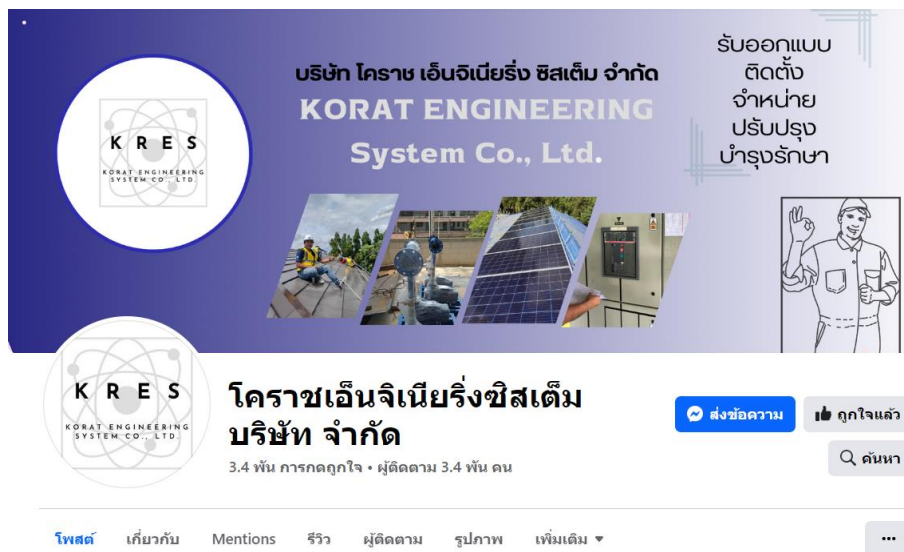 บริษัท โคราช เอ็นจิเนียริ่ง ซิสเต็ม จำกัด
KORAT ENGINEERING
System Co., Ltd.
รับออกแบบ
ติดตั้ง
จำหน่าย
ปรับปรุง
บำรุงรักษา
K R E S
KORAT ENGINEERING
SYSTEM CO., LTD.
K R E S
KORAT ENGINEERING
SYSTEM CO., LTD.
โคราชเอ็นจิเนียริ่งซิสเต็ม
บริษัท จำกัด
3.4 พัน การกดถูกใจ • ผู้ติดตาม 3.4 พัน คน
ส่งข้อความ
ถูกใจแล้ว
ค้นหา
โพสต์ เกี่ยวกับ Mentions รีวิว ผู้ติดตาม รูปภาพ เพิ่มเติม